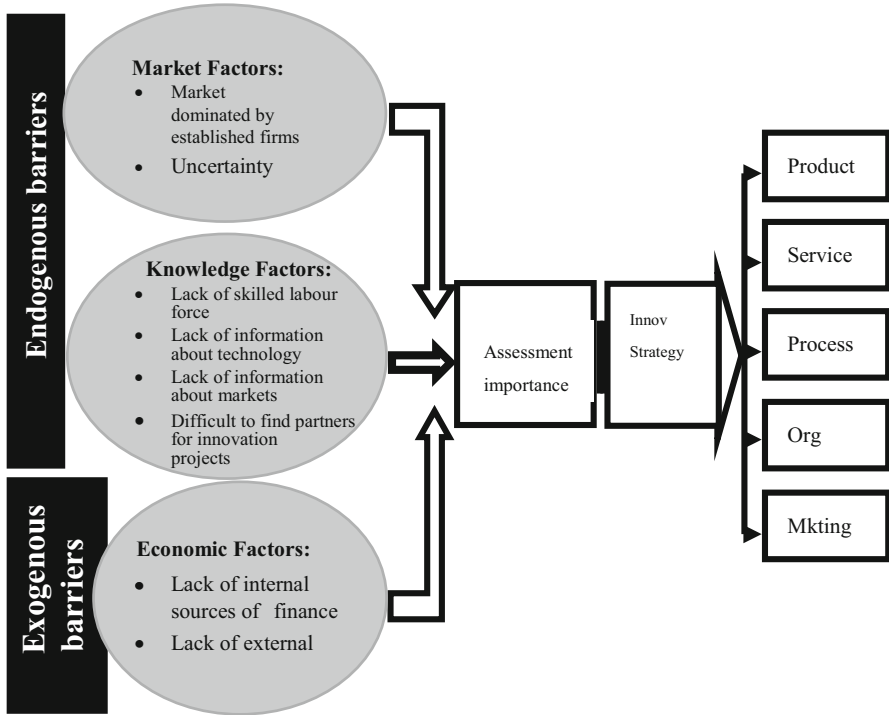 Endogenous barriers
Market Factors:
• Market
dominated by
established firms
• Uncertainty
Knowledge Factors:
• Lack of skilled labour
force
• Lack of information
about technology
• Lack of information
about markets
• Difficult to find partners
for innovation
projects
Exogenous
barriers
Economic Factors:
• Lack of internal
sources of finance
• Lack of external
Assessment
importance
Innov
Strategy
Product
Service
Process
Org
Mkting